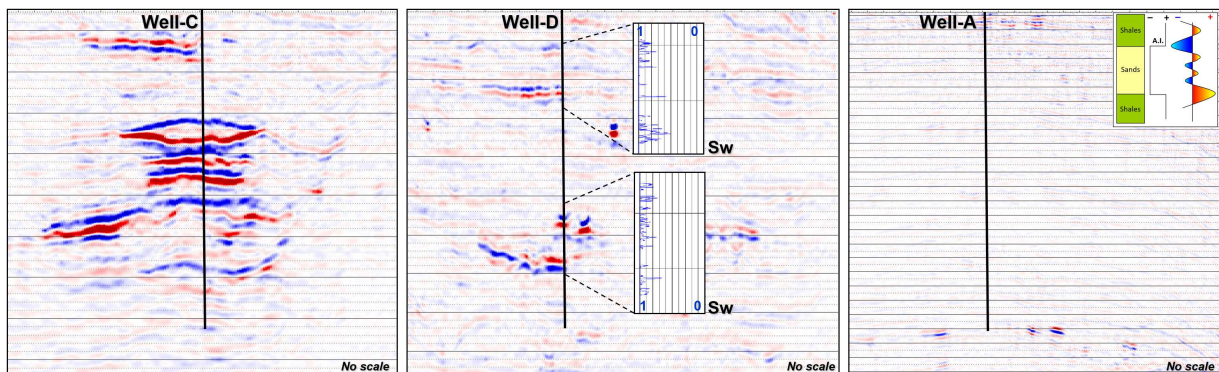 Well-C
No scale
Well-D
1 0
Sw
1 0
Sw
No scale
Well-A
Shales
Sands
Shales
A.I.
− + − +
No scale